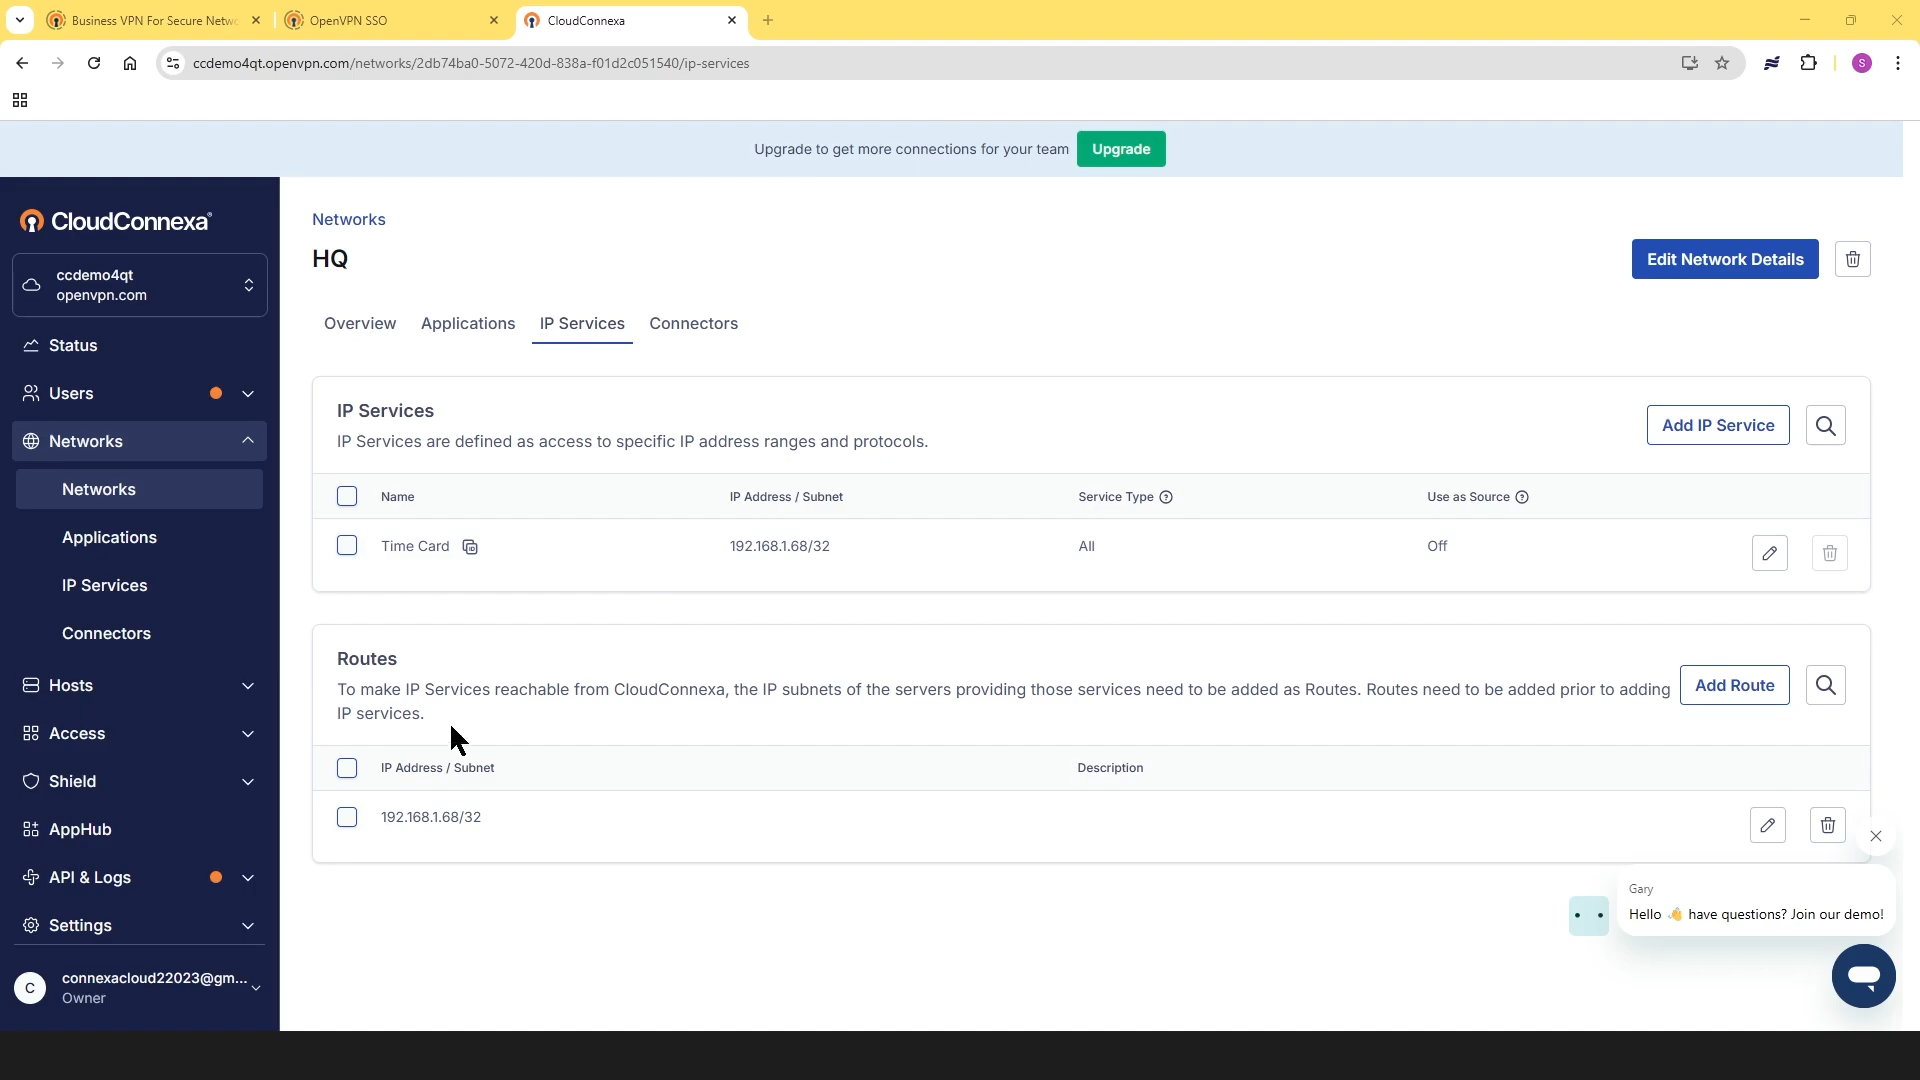 Business VPN For Secure Netw
OpenVPN SSO
CloudConnexa
ccdemo4qt.openvpn.com/networks/2db74ba0-5072-420d-838a-f01d2c051540/ip-services
S
Upgrade to get more connections for your team
Upgrade
CloudConnexa®
ccdemo4qt
openvpn.com
Status
Users
Networks
Networks
Applications
IP Services
Connectors
Hosts
Access
Shield
AppHub
API & Logs
Settings
C
connexacloud22023@gm...
Owner
Networks
HQ
Edit Network Details
Overview
Applications
IP Services
Connectors
IP Services
IP Services are defined as access to specific IP address ranges and protocols.
Add IP Service
Name
IP Address / Subnet
Service Type
Use as Source
Time Card
192.168.1.68/32
All
Off
Routes
To make IP Services reachable from CloudConnexa, the IP subnets of the servers providing those services need to be added as Routes. Routes need to be added prior to adding
IP services.
Add Route
IP Address / Subnet
Description
192.168.1.68/32
Gary
Hello 👋 have questions? Join our demo!